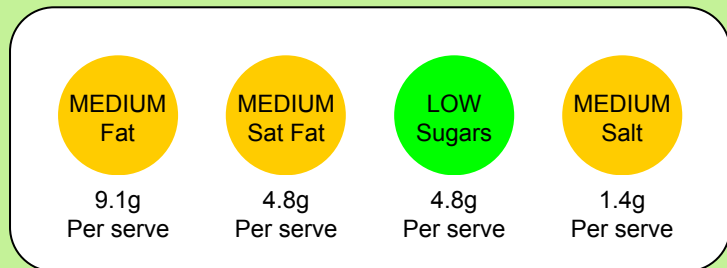 MEDIUM
Fat
9.1g
Per serve
MEDIUM
Sat Fat
4.8g
Per serve
LOW
Sugars
4.8g
Per serve
MEDIUM
Salt
1.4g
Per serve